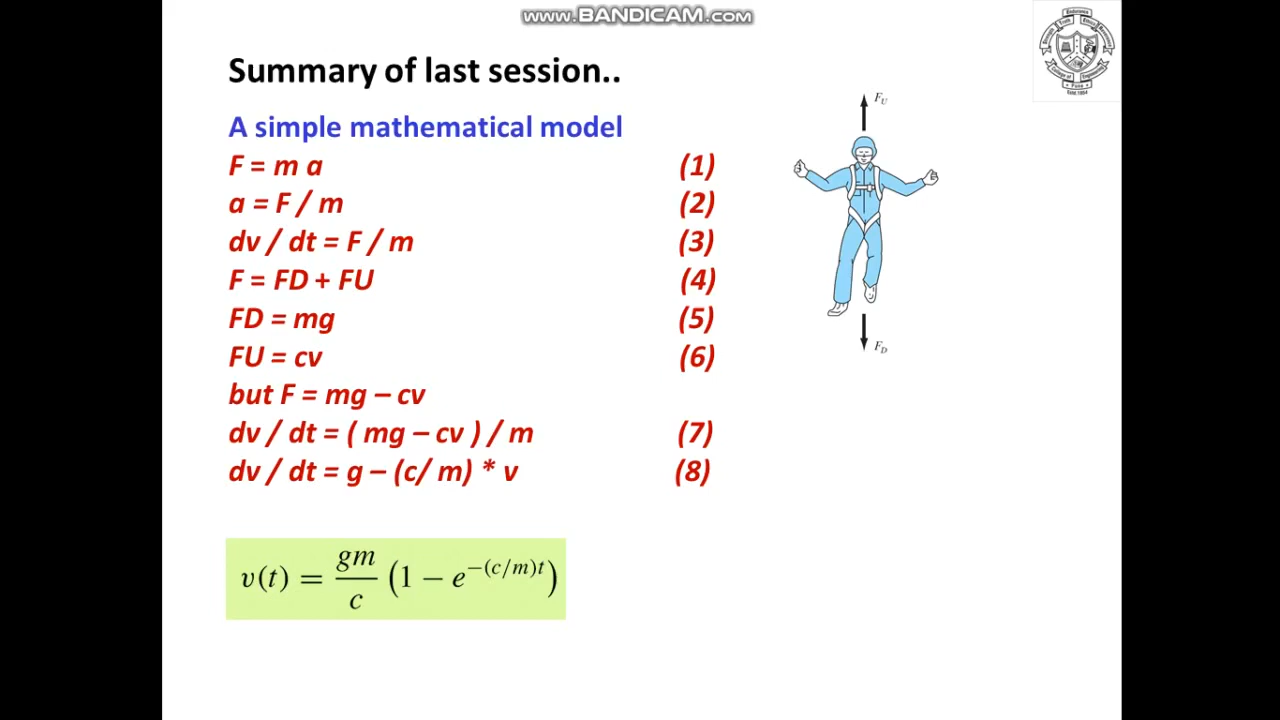 www.BANDICAM.com
Summary of last session..
A simple mathematical model
F = m a (1)
a = F / m (2)
dv / dt = F / m (3)
F = FD + FU (4)
FD = mg (5)
FU = cv (6)
but F = mg – cv
dv / dt = ( mg – cv ) / m (7)
dv / dt = g – (c/ m) * v (8)
v(t) = gm/c (1 − e^−(c/m)t)
F_U
F_D